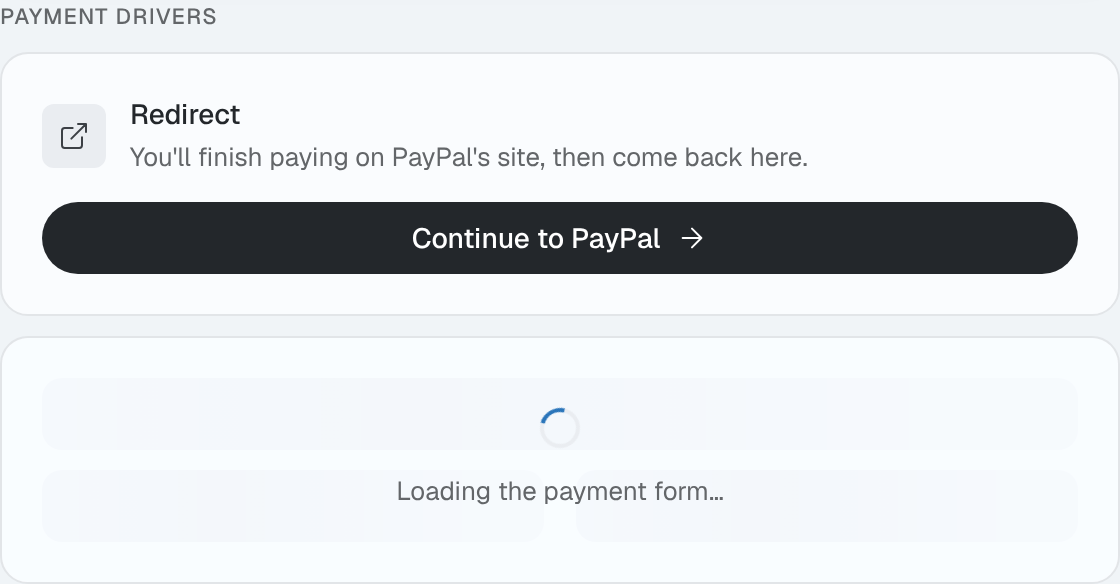 PAYMENT DRIVERS
Redirect
You'll finish paying on PayPal's site, then come back here.
Continue to PayPal →
Loading the payment form...